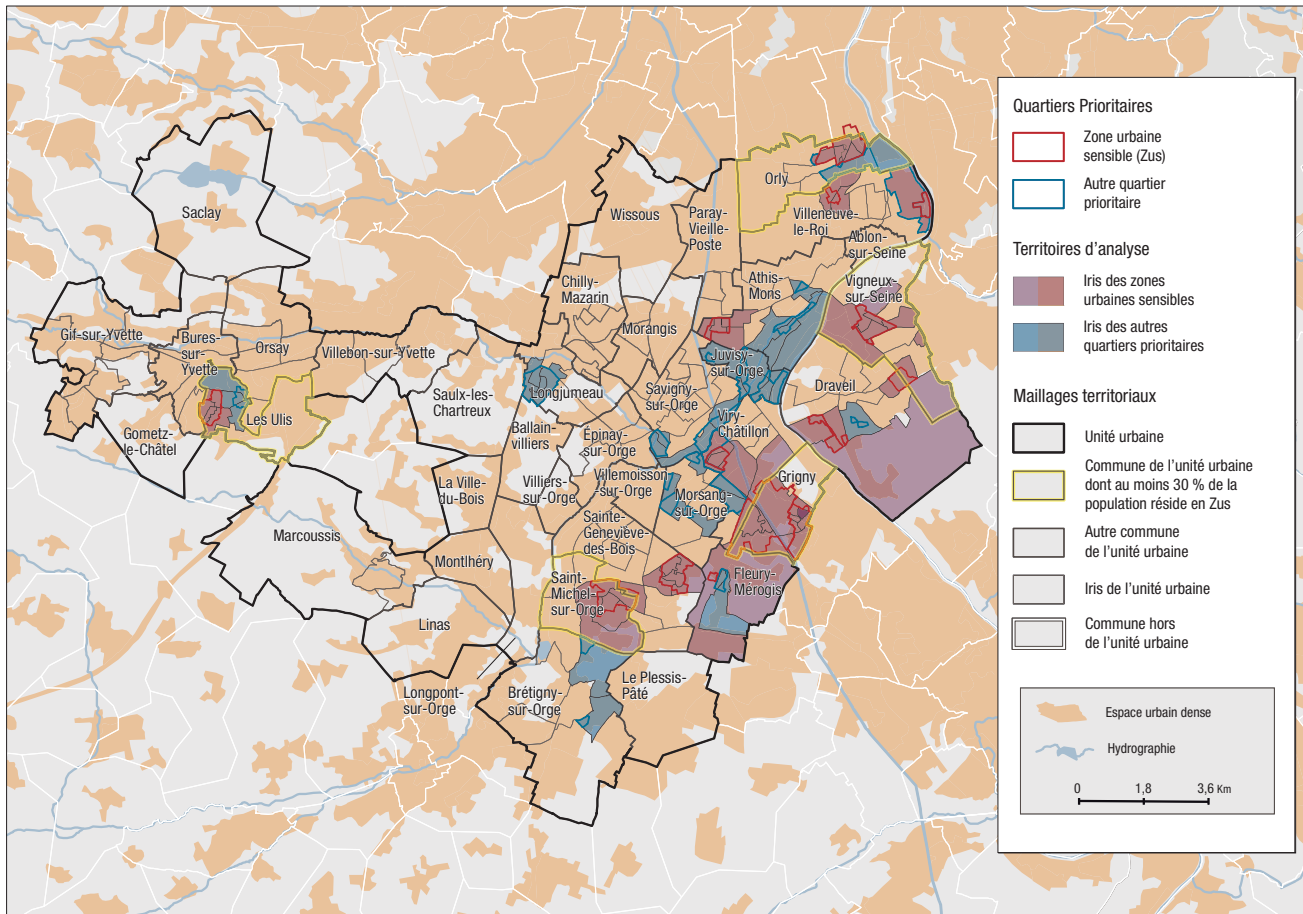 Saclay
Gif-sur-Yvette
Bures-
sur-
Yvette
Orsay
Villebon-sur-Yvette
Gometz-
le-Châtel
Les Ulis
Saulx-les-
Chartreux
Marcoussis
La Ville-
du-Bois
Montlhéry
Linas
Longpont-
sur-Orge
Wissous
Paray-
Vieille-
Poste
Orly
Villeneuve-
le-Roi
Ablon-
sur-Seine
Athis-
Mons
Vigneux-
sur-Seine
Chilly-
Mazarin
Morangis
Juvisy-
sur-Orge
Draveil
Longjumeau
Savigny-
sur-Orge
Ballain-
villiers
Épinay-
sur-Orge
Viry-
Châtillon
Villiers-
sur-Orge
Villemoisson
-sur-Orge
Morsang-
sur-Orge
Grigny
Sainte-
Geneviève-
des-Bois
Saint-
Michel-
sur-Orge
Fleury-
Mérogis
Brétigny-
sur-Orge
Le Plessis-
Pâté
Quartiers Prioritaires
Zone urbaine
sensible (Zus)
Autre quartier
prioritaire
Territoires d'analyse
Iris des zones
urbaines sensibles
Iris des autres
quartiers prioritaires
Maillages territoriaux
Unité urbaine
Commune de l'unité urbaine
dont au moins 30 % de la
population réside en Zus
Autre commune
de l'unité urbaine
Iris de l'unité urbaine
Commune hors
de l'unité urbaine
Espace urbain dense
Hydrographie
0 1,8 3,6 Km